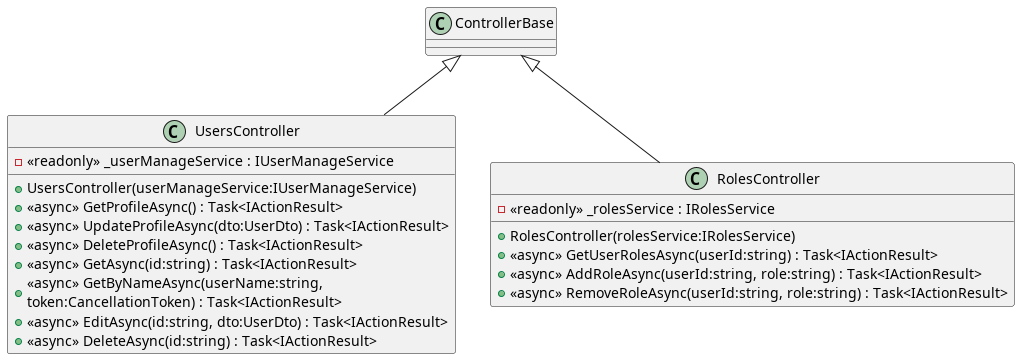 C ControllerBase
C UsersController
«readonly» _userManageService : IUserManageService
UsersController(userManageService:IUserManageService)
«async» GetProfileAsync() : Task<IActionResult>
«async» UpdateProfileAsync(dto:UserDto) : Task<IActionResult>
«async» DeleteProfileAsync() : Task<IActionResult>
«async» GetAsync(id:string) : Task<IActionResult>
«async» GetByNameAsync(userName:string,
token:CancellationToken) : Task<IActionResult>
«async» EditAsync(id:string, dto:UserDto) : Task<IActionResult>
«async» DeleteAsync(id:string) : Task<IActionResult>
C RolesController
«readonly» _rolesService : IRolesService
RolesController(rolesService:IRolesService)
«async» GetUserRolesAsync(userId:string) : Task<IActionResult>
«async» AddRoleAsync(userId:string, role:string) : Task<IActionResult>
«async» RemoveRoleAsync(userId:string, role:string) : Task<IActionResult>